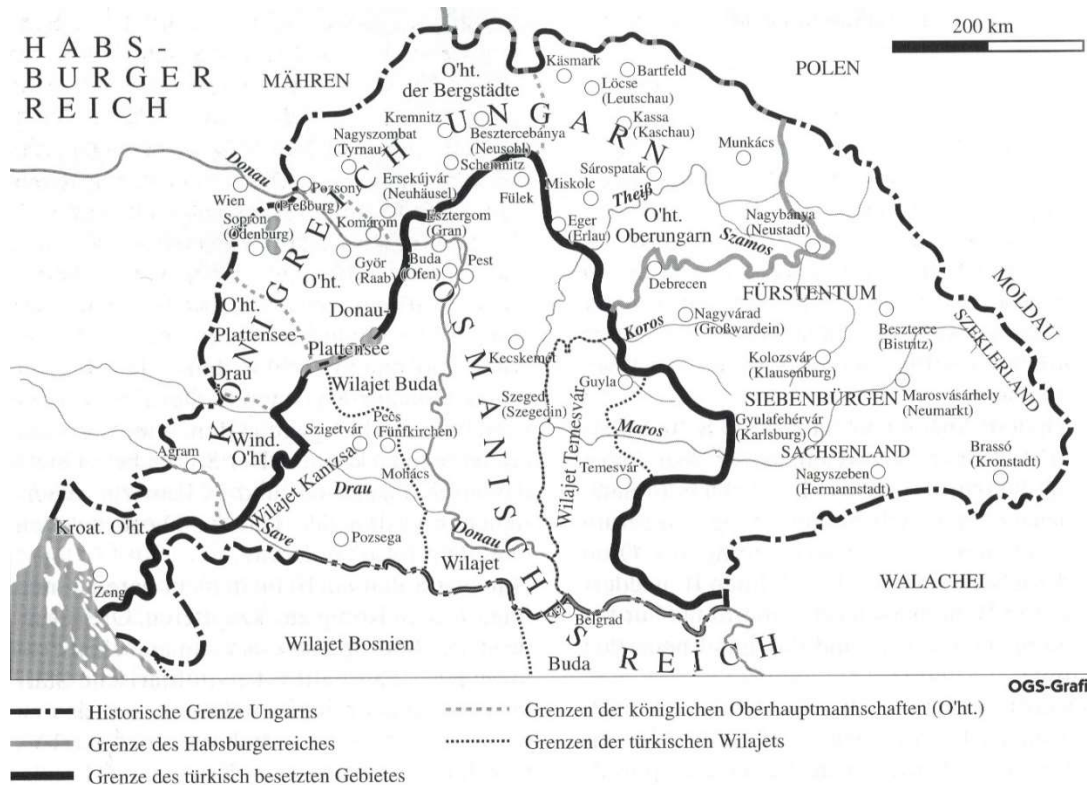 HABS-
BURGER
REICH
MÄHREN
POLEN
200 km
O'ht.
der Bergstädte
KÖNIGREICH UNGARN
Käsmark
Bartfeld
Löcse
(Leutschau)
Kassa
(Kaschau)
Kremnitz
Besztercebánya
(Neusohl)
Nagyszombat
(Tyrnau)
Schemnitz
Munkács
Sárospatak
Ersekújvár
(Neuhäusel)
Fülek
Miskolc
Theiß
Donau
Wien
Pozsony
(Preßburg)
Komárom
Esztergom
(Gran)
Eger
(Erlau)
O'ht.
Oberungarn
Szamos
Nagybánya
(Neustadt)
Sopron
(Ödenburg)
Györ
(Raab)
Buda
(Ofen)
Pest
Debrecen
O'ht.
Donau-
O'ht.
Plattensee
Plattensee
FÜRSTENTUM
MOLDAU
SZEKLERLAND
Nagyvárad
(Großwardein)
Koros
Beszterce
(Bistritz)
Kecskemét
Kolozsvár
(Klausenburg)
Drau
Wilajet Buda
Guyla
SIEBENBÜRGEN
Marosvásárhely
(Neumarkt)
Szeged
(Szegedin)
Pécs
(Fünfkirchen)
Szigetvár
Maros
Gyulafehérvár
(Karlsburg)
Wind.
O'ht.
Agram
SACHSENLAND
Brassó
(Kronstadt)
Mohács
Wilajet Temesvár
Temesvár
Nagyszeben
(Hermannstadt)
Wilajet Kanizsa
Drau
Kroat. O'ht
Save
Pozsega
Donau
Wilajet
OSMANISCHES REICH
Zeng
Belgrad
WALACHEI
Wilajet Bosnien
Buda
OGS-Grafi
Historische Grenze Ungarns
Grenze des Habsburgerreiches
Grenze des türkisch besetzten Gebietes
Grenzen der königlichen Oberhauptmannschaften (O'ht.)
Grenzen der türkischen Wilajets